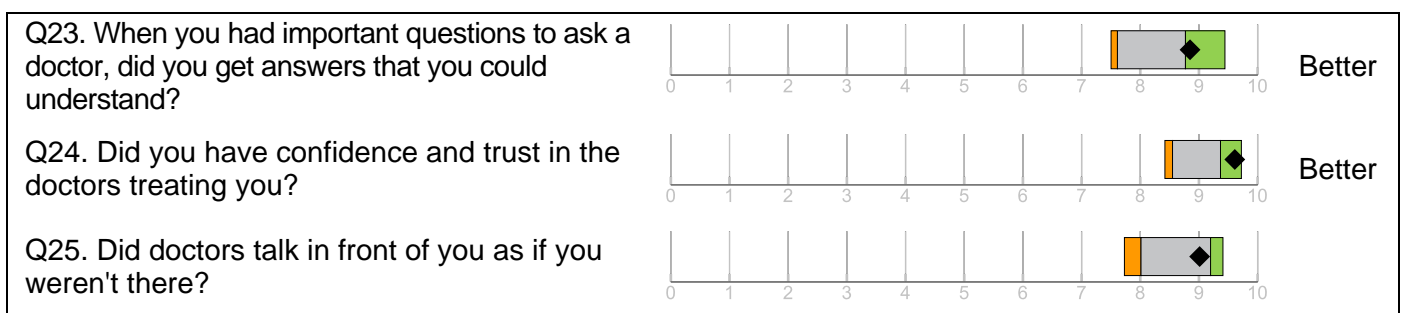 Q23. When you had important questions to ask a
doctor, did you get answers that you could
understand?
0 1 2 3 4 5 6 7 8 9 10
Better
Q24. Did you have confidence and trust in the
doctors treating you?
0 1 2 3 4 5 6 7 8 9 10
Better
Q25. Did doctors talk in front of you as if you
weren't there?
0 1 2 3 4 5 6 7 8 9 10